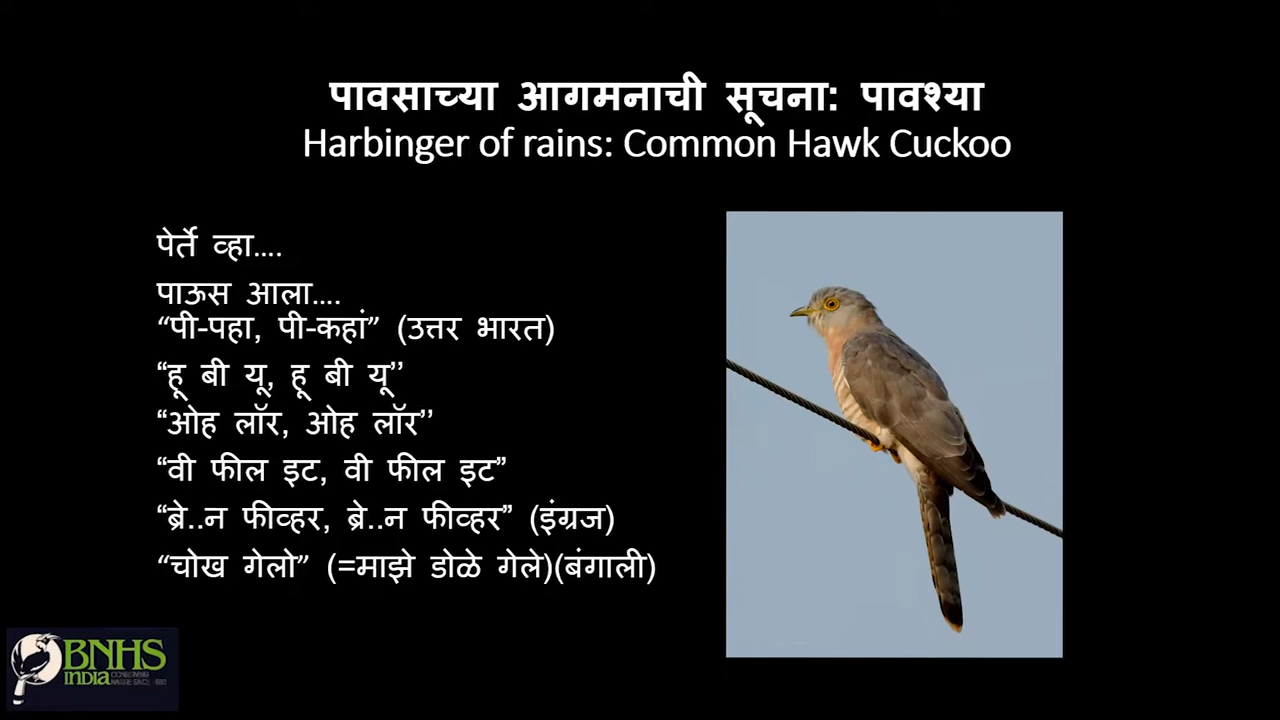 पावसाच्या आगमनाची सूचना: पावश्या
Harbinger of rains: Common Hawk Cuckoo
पेर्ते व्हा....
पाऊस आला....
“पी-पहा, पी-कहां” (उत्तर भारत)
“हू बी यू, हू बी यू’’
“ओह लॉर, ओह लॉर’’
“वी फील इट, वी फील इट”
“ब्रे..न फीव्हर, ब्रे..न फीव्हर” (इंग्रज)
“चोख गेलो” (=माझे डोळे गेले)(बंगाली)
BNHS
INDIA